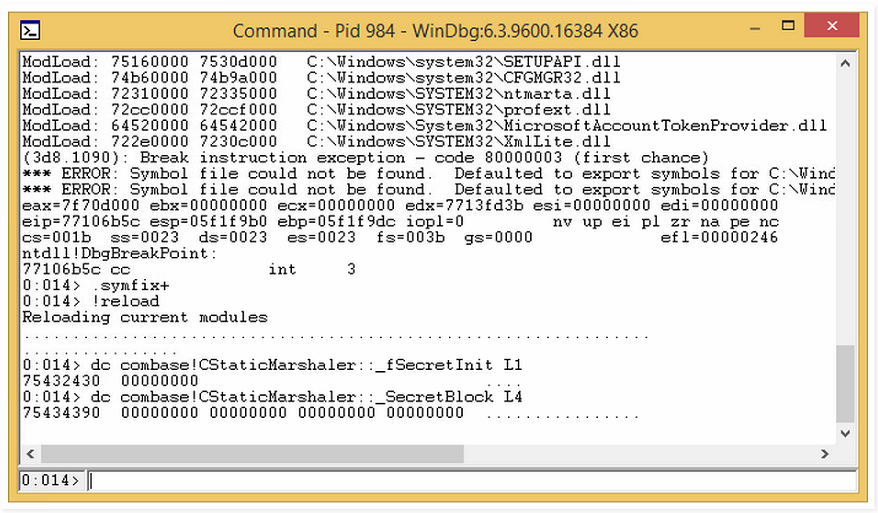 Command - Pid 984 - WinDbg:6.3.9600.16384 X86
ModLoad: 75160000 7530d000   C:\Windows\system32\SETUPAPI.dll
ModLoad: 74b60000 74b9a000   C:\Windows\system32\CFGMGR32.dll
ModLoad: 72310000 72335000   C:\Windows\SYSTEM32\ntmarta.dll
ModLoad: 72cc0000 72ccf000   C:\Windows\SYSTEM32\profext.dll
ModLoad: 64520000 64542000   C:\Windows\System32\MicrosoftAccountTokenProvider.dll
ModLoad: 722e0000 7230c000   C:\Windows\SYSTEM32\XmlLite.dll
(3d8.1090): Break instruction exception - code 80000003 (first chance)
*** ERROR: Symbol file could not be found.  Defaulted to export symbols for C:\Wind
*** ERROR: Symbol file could not be found.  Defaulted to export symbols for C:\Wind
eax=7f70d000 ebx=00000000 ecx=00000000 edx=7713fd3b esi=00000000 edi=00000000
eip=77106b5c esp=05f1f9b0 ebp=05f1f9dc iopl=0         nv up ei pl zr na pe nc
cs=001b  ss=0023  ds=0023  es=0023  fs=003b  gs=0000             efl=00000246
ntdll!DbgBreakPoint:
77106b5c cc              int     3
0:014> .symfix+
0:014> !reload
Reloading current modules
................................................................
................
0:014> dc combase!CStaticMarshaler::_fSecretInit L1
75432430  00000000                             ....
0:014> dc combase!CStaticMarshaler::_SecretBlock L4
75434390  00000000 00000000 00000000 00000000  ................
0:014>